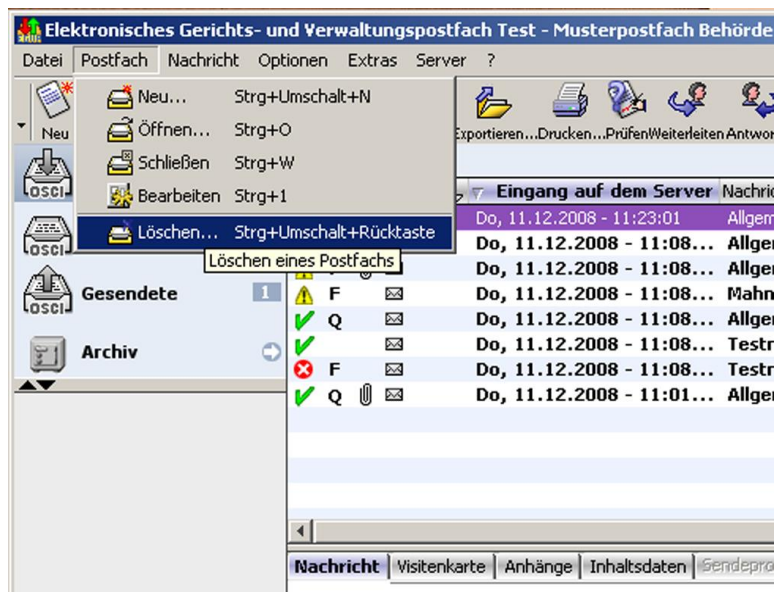 Elektronisches Gerichts- und Verwaltungspostfach Test - Musterpostfach Behörde
Datei Postfach Nachricht Optionen Extras Server ?
Neu
Neu... Strg+Umschalt+N
Öffnen... Strg+O
Schließen Strg+W
Bearbeiten Strg+1
Löschen... Strg+Umschalt+Rücktaste
Löschen eines Postfachs
Exportieren... Drucken... Prüfen Weiterleiten Antwor
OSCI
OSCI
OSCI
Gesendete 1
Archiv
Eingang auf dem Server Nachric
Do, 11.12.2008 - 11:23:01 Allgem
Do, 11.12.2008 - 11:08... Allger
Do, 11.12.2008 - 11:08... Allger
F Do, 11.12.2008 - 11:08... Mahn
Q Do, 11.12.2008 - 11:08... Allger
Do, 11.12.2008 - 11:08... Testr
F Do, 11.12.2008 - 11:08... Testr
Q Do, 11.12.2008 - 11:01... Allger
Nachricht Visitenkarte Anhänge Inhaltsdaten Sendepro